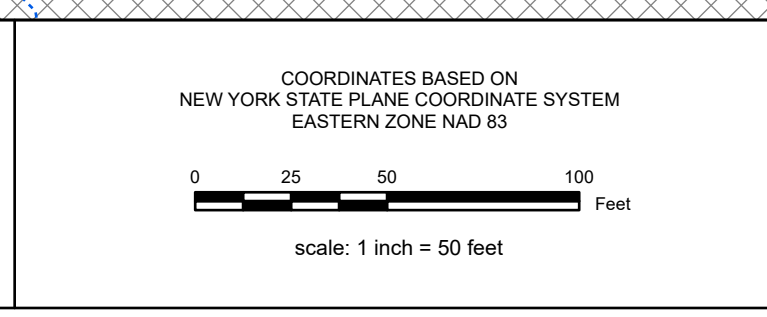 COORDINATES BASED ON
NEW YORK STATE PLANE COORDINATE SYSTEM
EASTERN ZONE NAD 83
0 25 50 100
Feet
scale: 1 inch = 50 feet